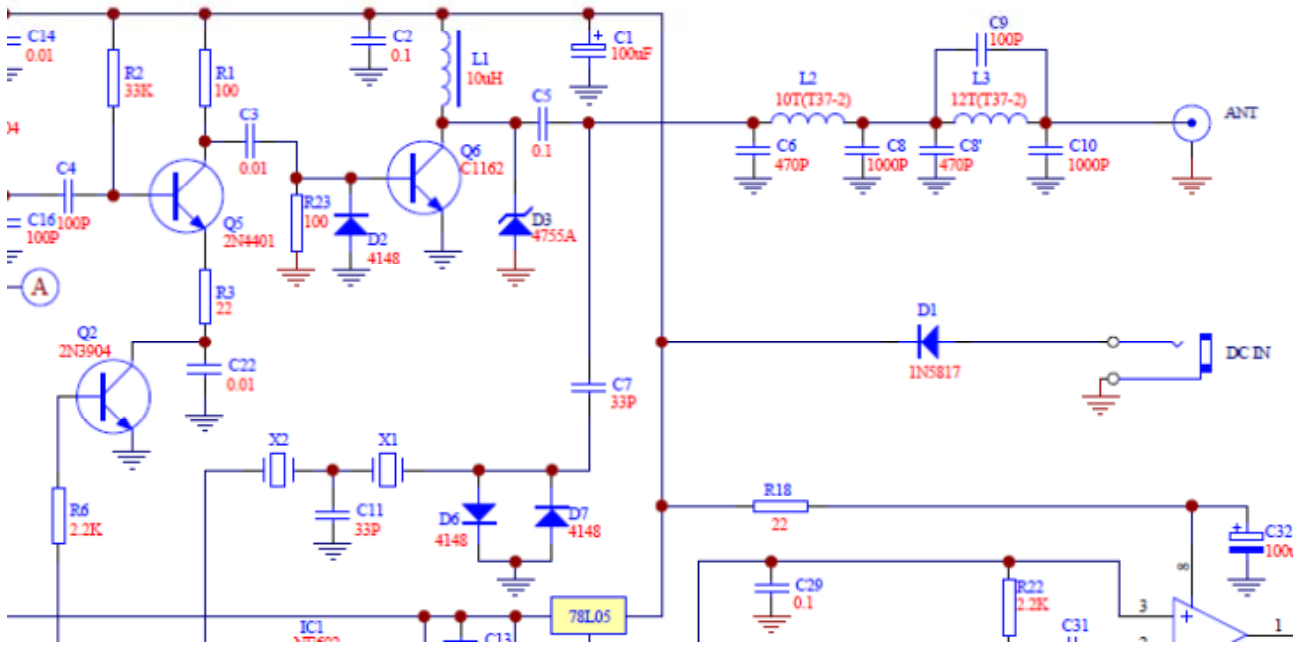 C14
0.01
R2
33K
R1
100
C2
0.1
L1
10uH
C1
+
100uF
C9
100P
L2
10T(T37-2)
L3
12T(T37-2)
ANT
C3
0.01
C5
0.1
Q6
C1162
C6
470P
C8
1000P
C8'
470P
C10
1000P
C4
100P
C16
100P
Q5
2N4401
R23
100
D2
4148
D3
4755A
A
R3
22
Q2
2N3904
C22
0.01
C7
33P
D1
1N5817
DC IN
X2
X1
R6
2.2K
C11
33P
D6
4148
D7
4148
R18
22
+
C32
8
C29
0.1
R22
2.2K
3
+
1
78L05
IC1
C13
C31